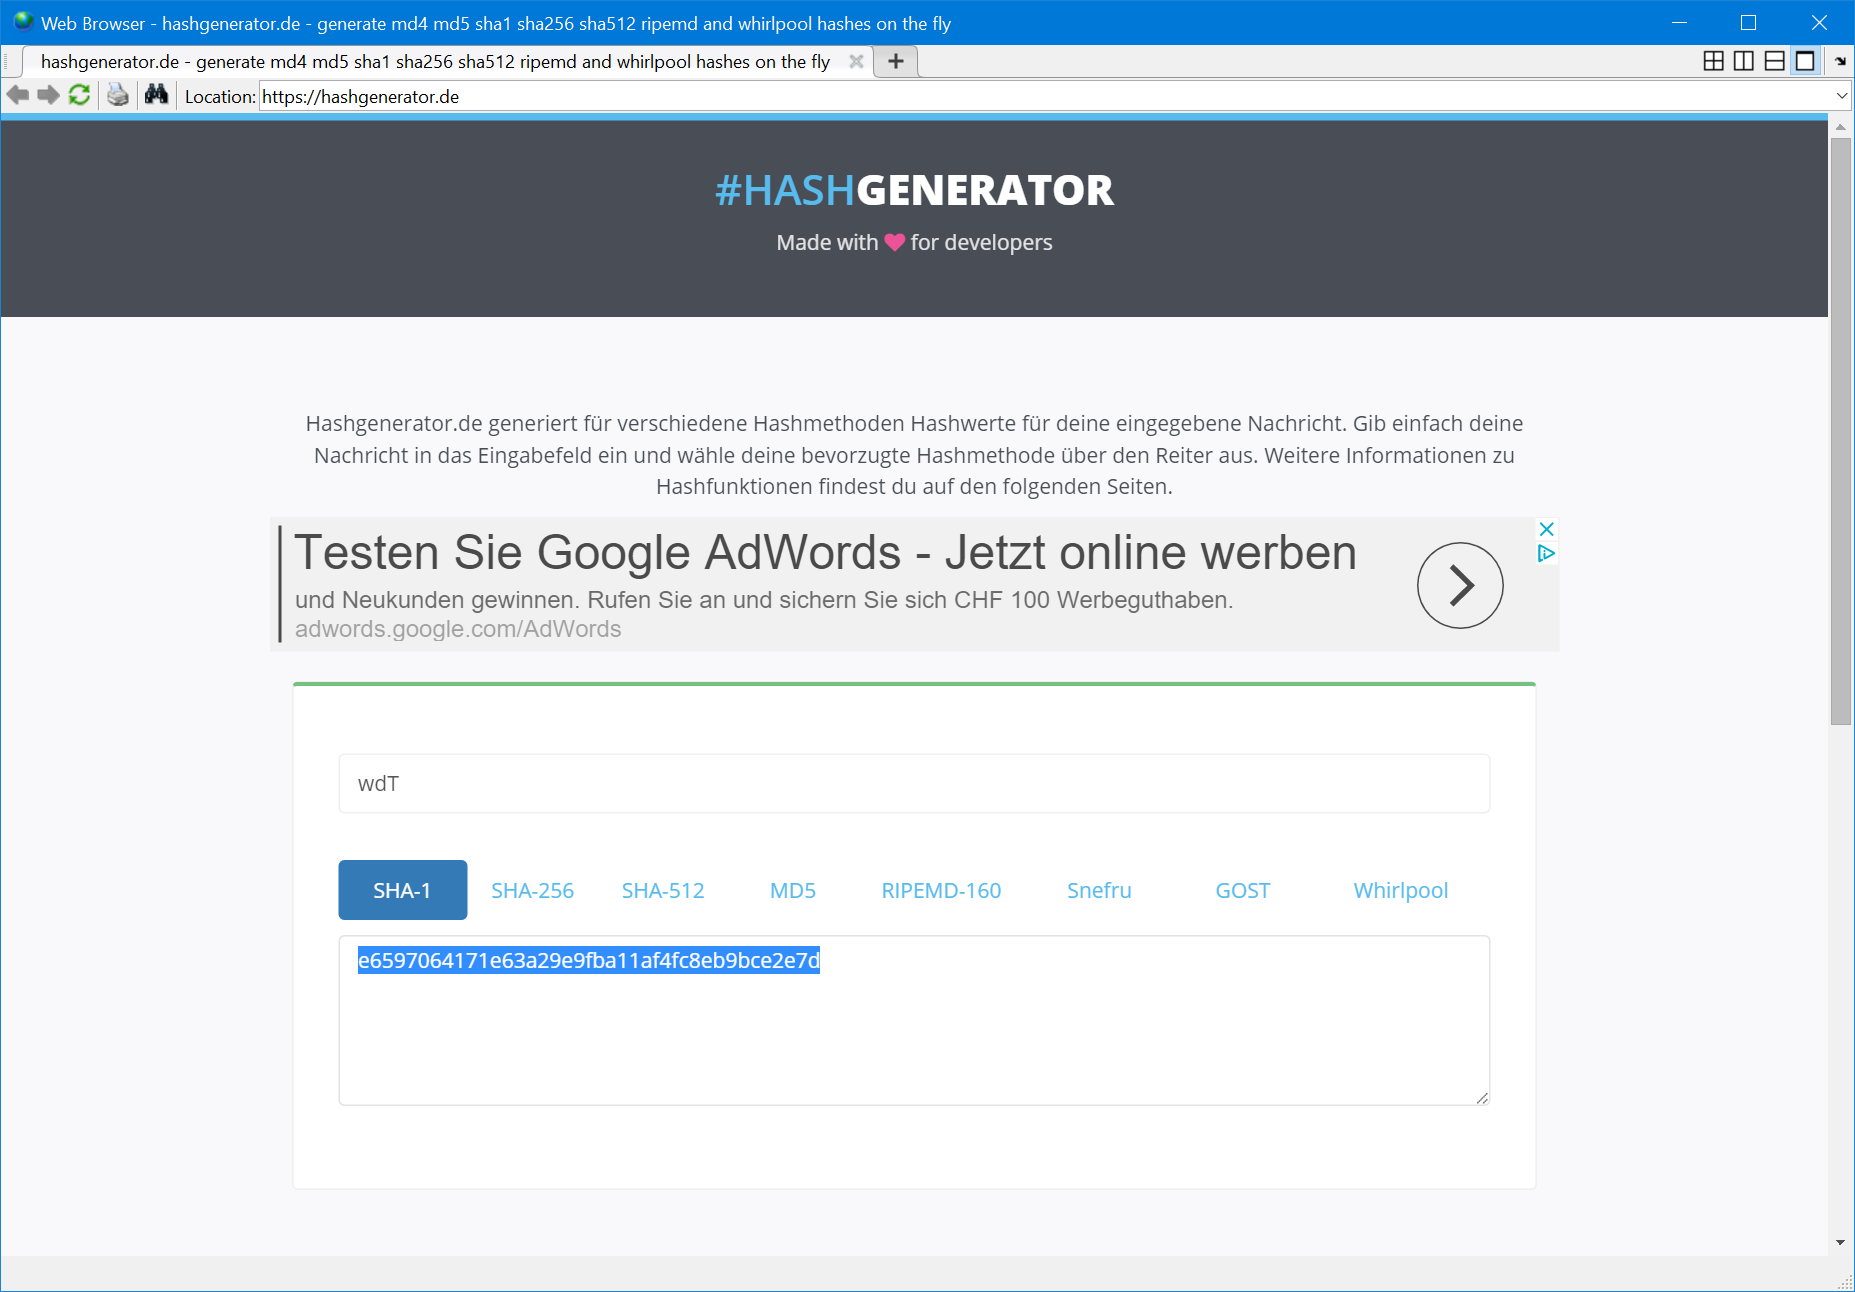 Web Browser - hashgenerator.de - generate md4 md5 sha1 sha256 sha512 ripemd and whirlpool hashes on the fly
hashgenerator.de - generate md4 md5 sha1 sha256 sha512 ripemd and whirlpool hashes on the fly
Location: https://hashgenerator.de
#HASHGENERATOR
Made with ♥ for developers
Hashgenerator.de generiert für verschiedene Hashmethoden Hashwerte für deine eingegebene Nachricht. Gib einfach deine
Nachricht in das Eingabefeld ein und wähle deine bevorzugte Hashmethode über den Reiter aus. Weitere Informationen zu
Hashfunktionen findest du auf den folgenden Seiten.
Testen Sie Google AdWords - Jetzt online werben
und Neukunden gewinnen. Rufen Sie an und sichern Sie sich CHF 100 Werbeguthaben.
adwords.google.com/AdWords
wdT
SHA-1 SHA-256 SHA-512 MD5 RIPEMD-160 Snefru GOST Whirlpool
e6597064171e63a29e9fba11af4fc8eb9bce2e7d